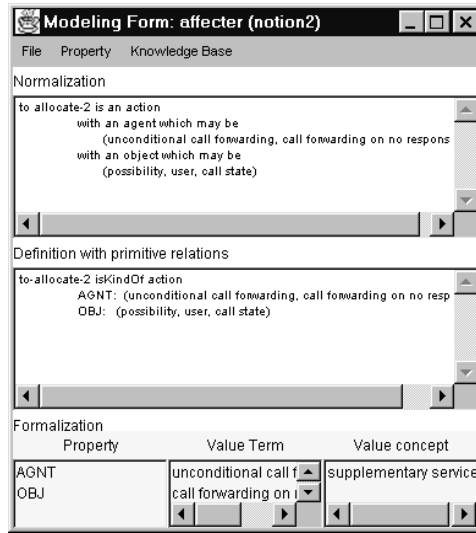 Modeling Form: affecter (notion2)
File Property Knowledge Base
Normalization
to allocate-2 is an action
with an agent which may be
(unconditional call forwarding, call forwarding on no respons
with an object which may be
(possibility, user, call state)
Definition with primitive relations
to-allocate-2 isKindOf action
AGNT: (unconditional call forwarding, call forwarding on no resp
OBJ: (possibility, user, call state)
Formalization
Property Value Term Value concept
AGNT unconditional call f supplementary service
OBJ call forwarding on